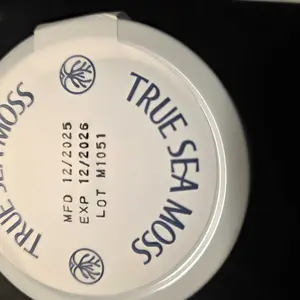 TRUE SEA MOSS
MFD 12/2025
EXP 12/2026
LOT M1051
TRUE SEA MOSS